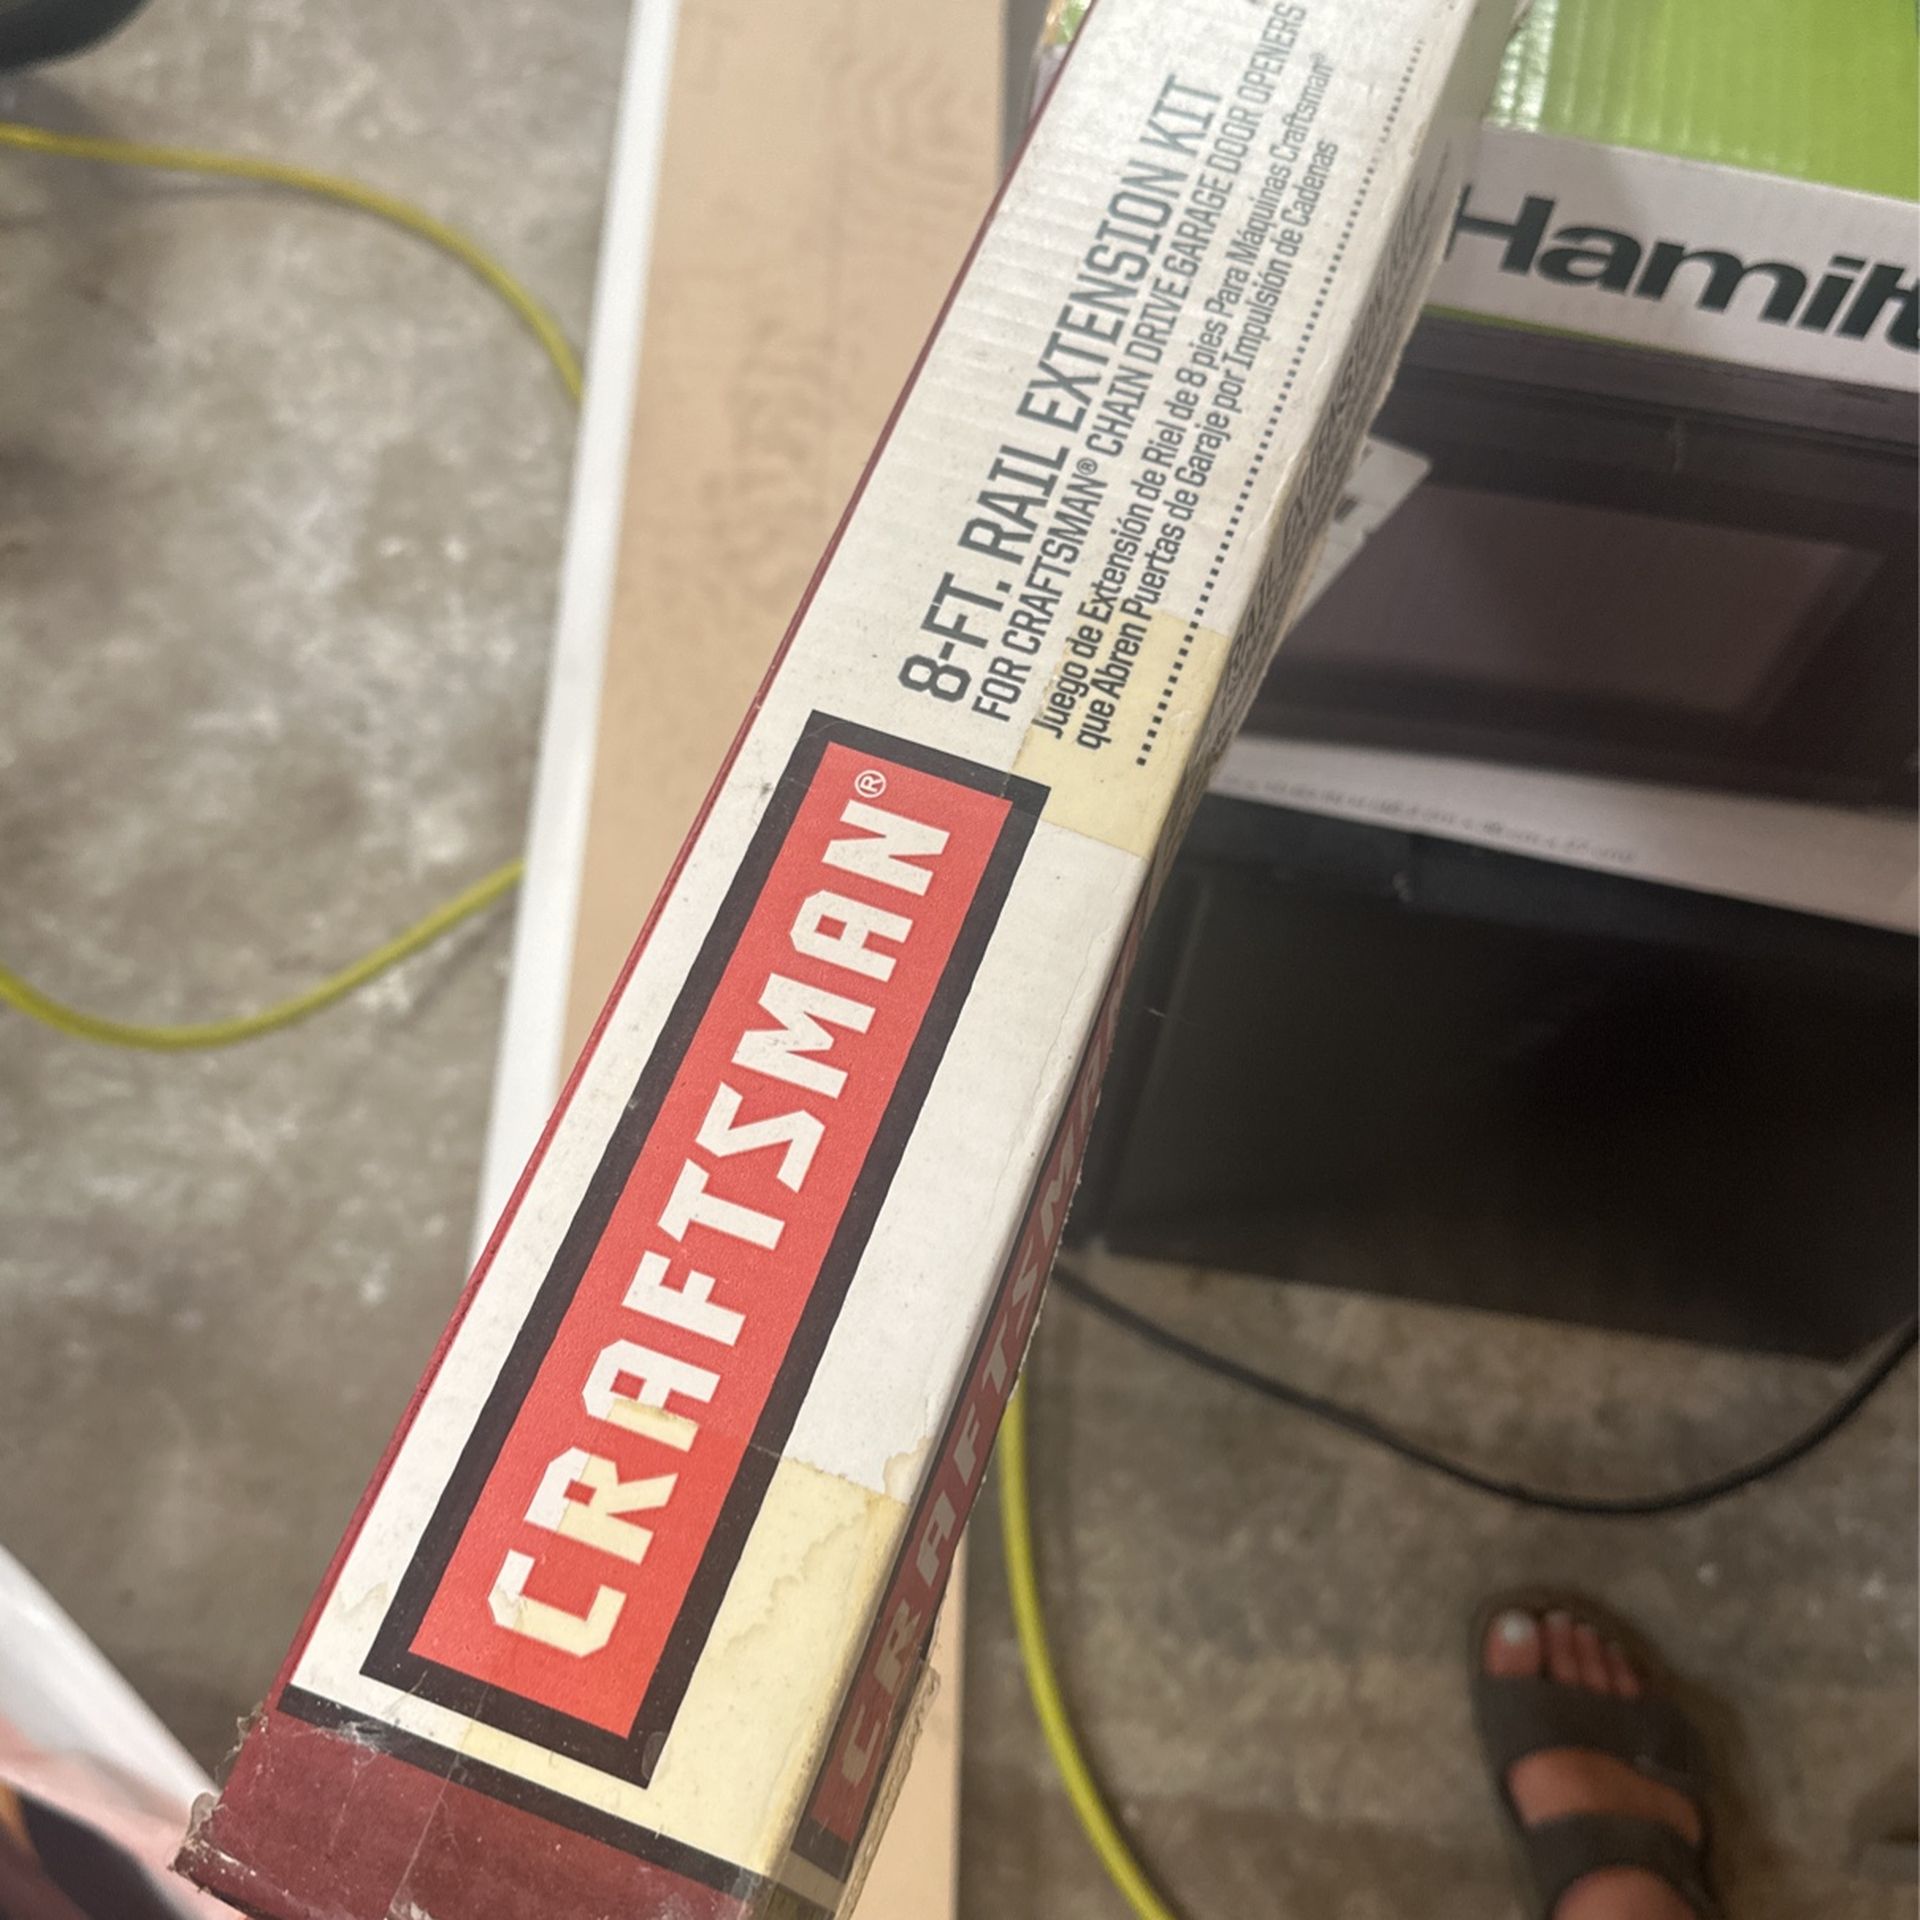 8-FT. RAIL EXTENSION KIT
FOR CRAFTSMAN® CHAIN DRIVE GARAGE DOOR OPENERS
Juego de Extensión de Riel de 8 pies Para Máquinas Craftsman®
que Abren Puertas de Garaje por Impulsión de Cadenas
CRAFTSMAN®
CRAFTSMAN
Hamilt